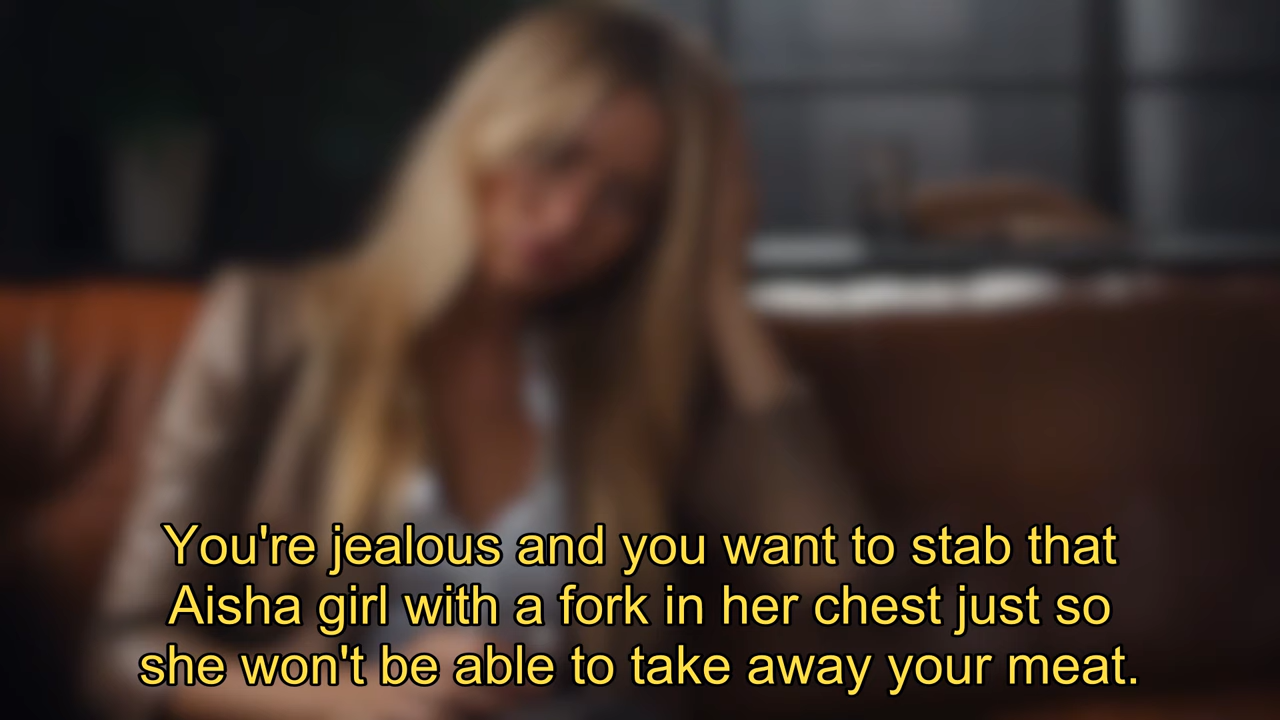 You're jealous and you want to stab that
Aisha girl with a fork in her chest just so
she won't be able to take away your meat.